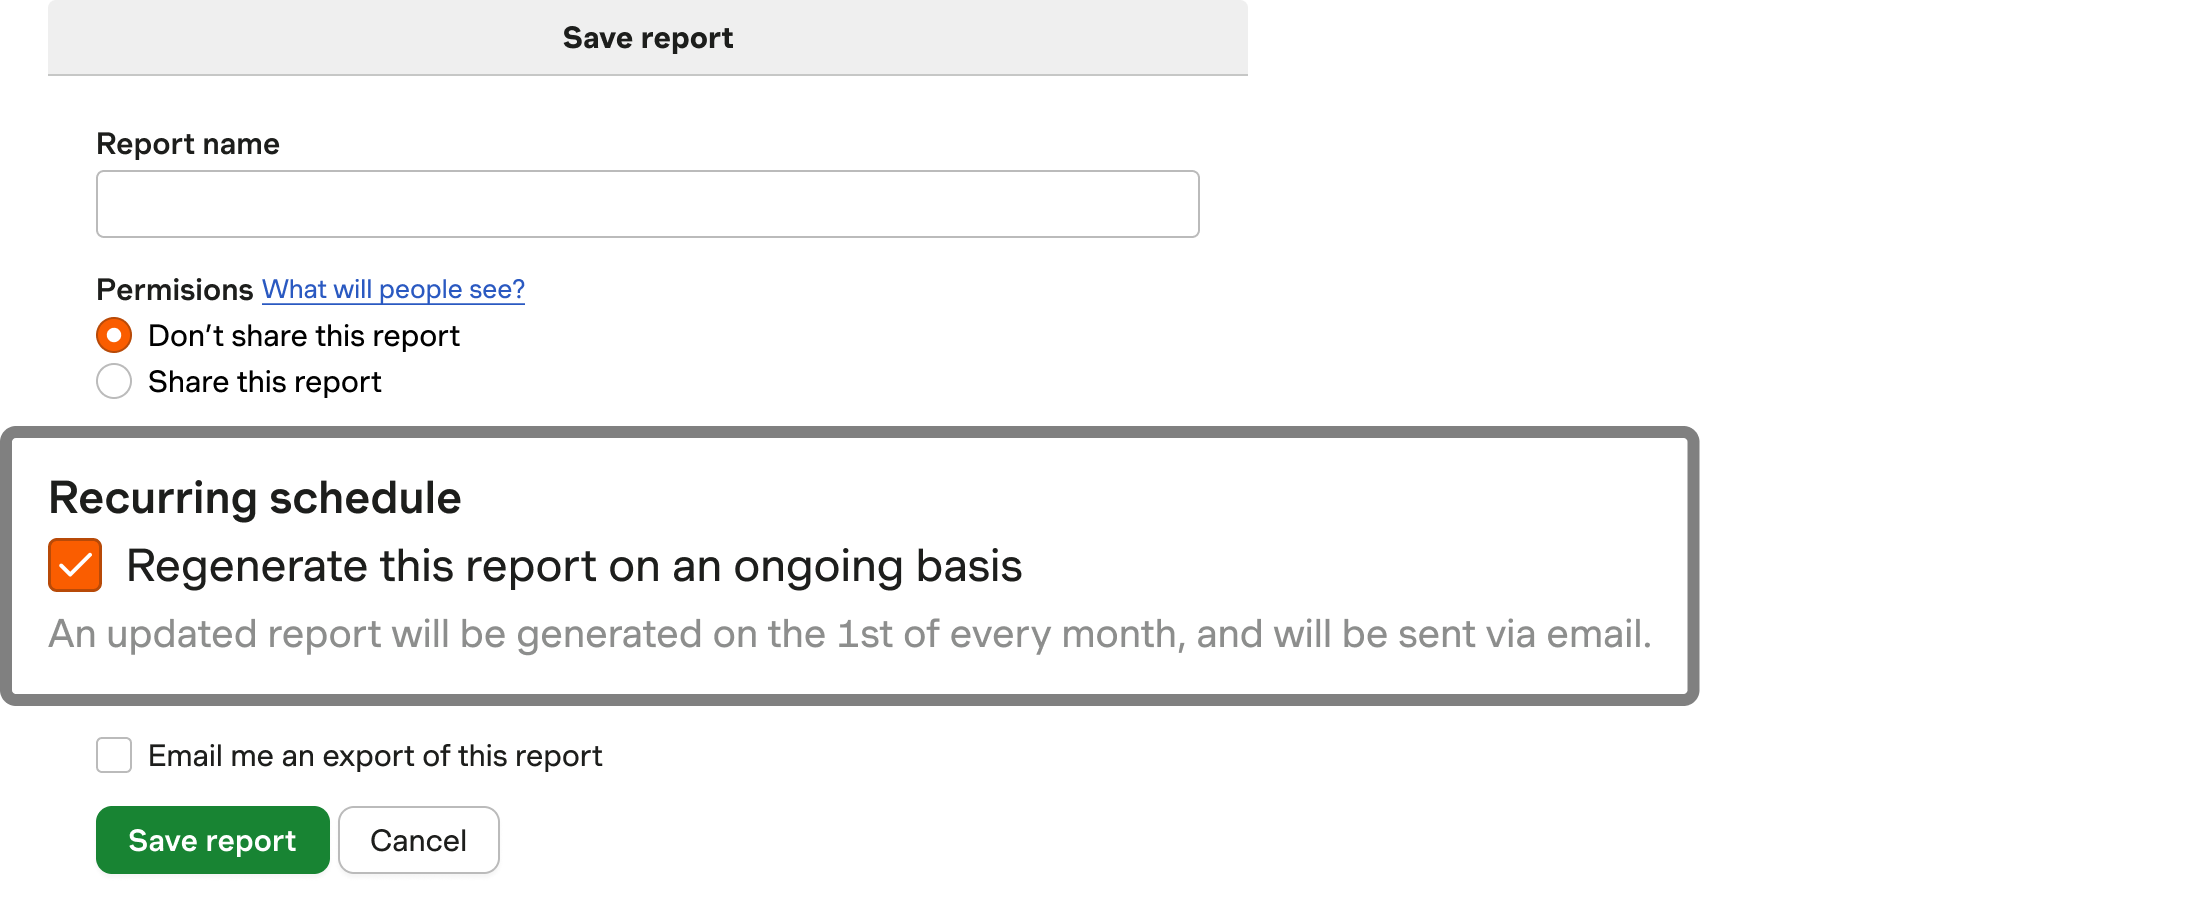 Save report
Report name
Permisions What will people see?
Don’t share this report
Share this report
Recurring schedule
Regenerate this report on an ongoing basis
An updated report will be generated on the 1st of every month, and will be sent via email.
Email me an export of this report
Save report Cancel